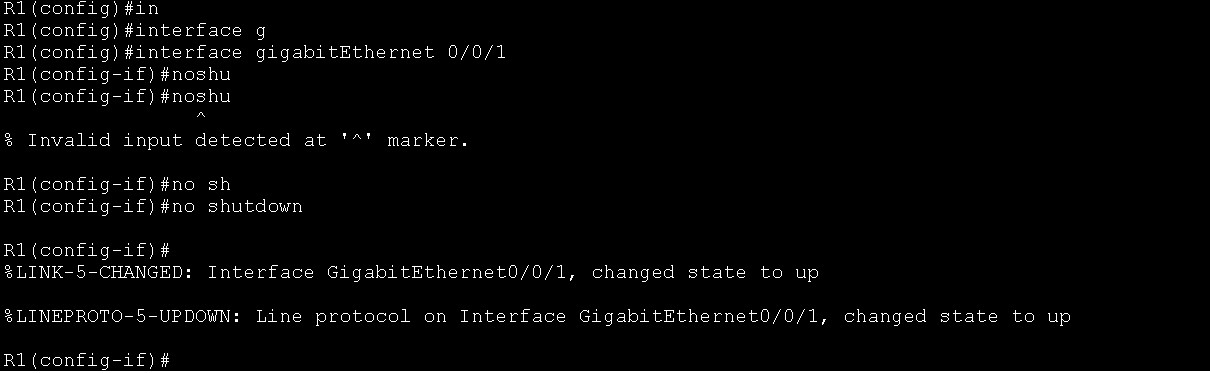 R1(config)#in
R1(config)#interface g
R1(config)#interface gigabitEthernet 0/0/1
R1(config-if)#noshu
R1(config-if)#noshu
^
% Invalid input detected at '^' marker.
R1(config-if)#no sh
R1(config-if)#no shutdown
R1(config-if)#
%LINK-5-CHANGED: Interface GigabitEthernet0/0/1, changed state to up
%LINEPROTO-5-UPDOWN: Line protocol on Interface GigabitEthernet0/0/1, changed state to up
R1(config-if)#